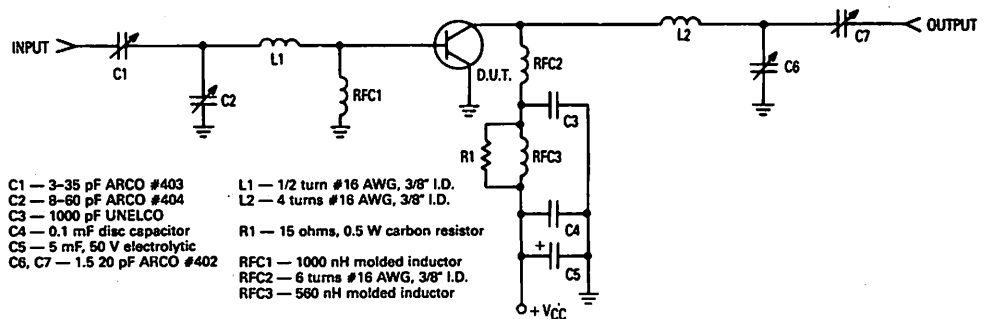 INPUT
C1
C2
L1
RFC1
D.U.T.
RFC2
C3
R1
RFC3
C4
+
C5
+ VCC
L2
C6
C7
OUTPUT
C1 — 3–35 pF ARCO #403
C2 — 8–60 pF ARCO #404
C3 — 1000 pF UNELCO
C4 — 0.1 mF disc capacitor
C5 — 5 mF, 50 V electrolytic
C6, C7 — 1.5 20 pF ARCO #402
L1 — 1/2 turn #16 AWG, 3/8" I.D.
L2 — 4 turns #16 AWG, 3/8" I.D.
R1 — 15 ohms, 0.5 W carbon resistor
RFC1 — 1000 nH molded inductor
RFC2 — 6 turns #16 AWG, 3/8" I.D.
RFC3 — 560 nH molded inductor